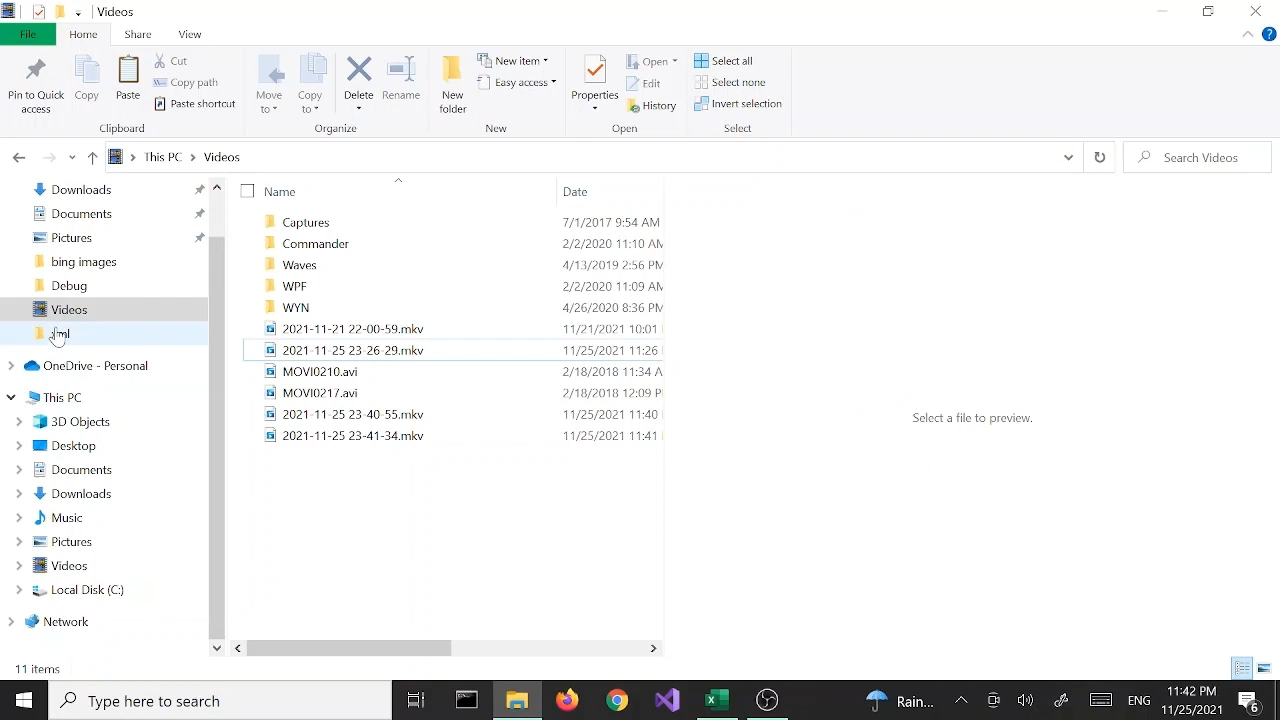 Videos
File Home Share View
Pin to Quick access
Copy
Paste
Cut
Copy path
Paste shortcut
Clipboard
Move to
Copy to
Delete
Rename
Organize
New folder
New item
Easy access
New
Properties
Open
Edit
History
Open
Select all
Select none
Invert selection
Select
This PC Videos
Search Videos
Downloads
Documents
Pictures
bing images
Debug
Videos
OneDrive - Personal
This PC
3D Objects
Desktop
Documents
Downloads
Music
Pictures
Videos
Local Disk (C:)
Network
Name Date
Captures 7/1/2017 9:54 AM
Commander 2/2/2020 11:10 AM
Waves 4/13/2019 2:56 PM
WPF 2/2/2020 11:09 AM
WYN 4/26/2020 8:36 PM
2021-11-21 22-00-59.mkv 11/21/2021 10:01
2021-11-25 23-26-29.mkv 11/25/2021 11:26
MOVI0210.avi 2/18/2018 11:34 A
MOVI0217.avi 2/18/2018 12:09 P
2021-11-25 23-40-55.mkv 11/25/2021 11:40
2021-11-25 23-41-34.mkv 11/25/2021 11:41
Select a file to preview.
11 items
Type here to search
Rain...
ENG
11:42 PM
11/25/2021
6